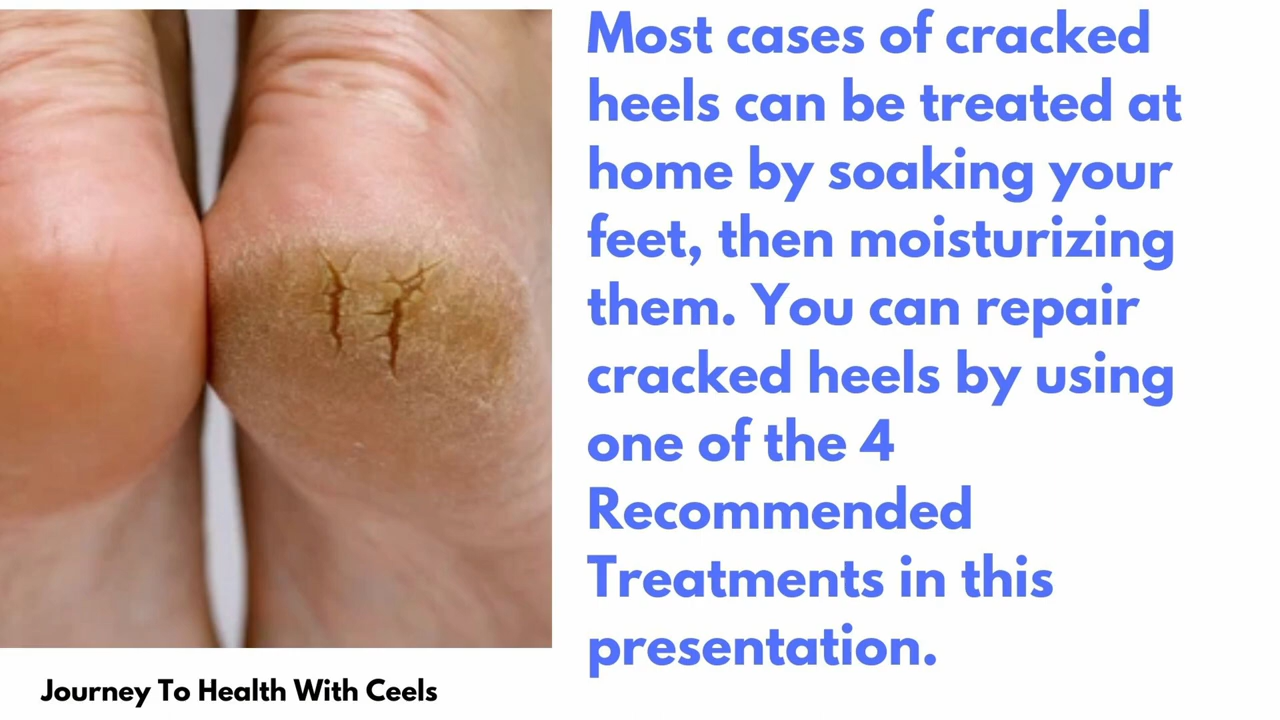 Most cases of cracked
heels can be treated at
home by soaking your
feet, then moisturizing
them. You can repair
cracked heels by using
one of the 4
Recommended
Treatments in this
presentation.
Journey To Health With Ceels